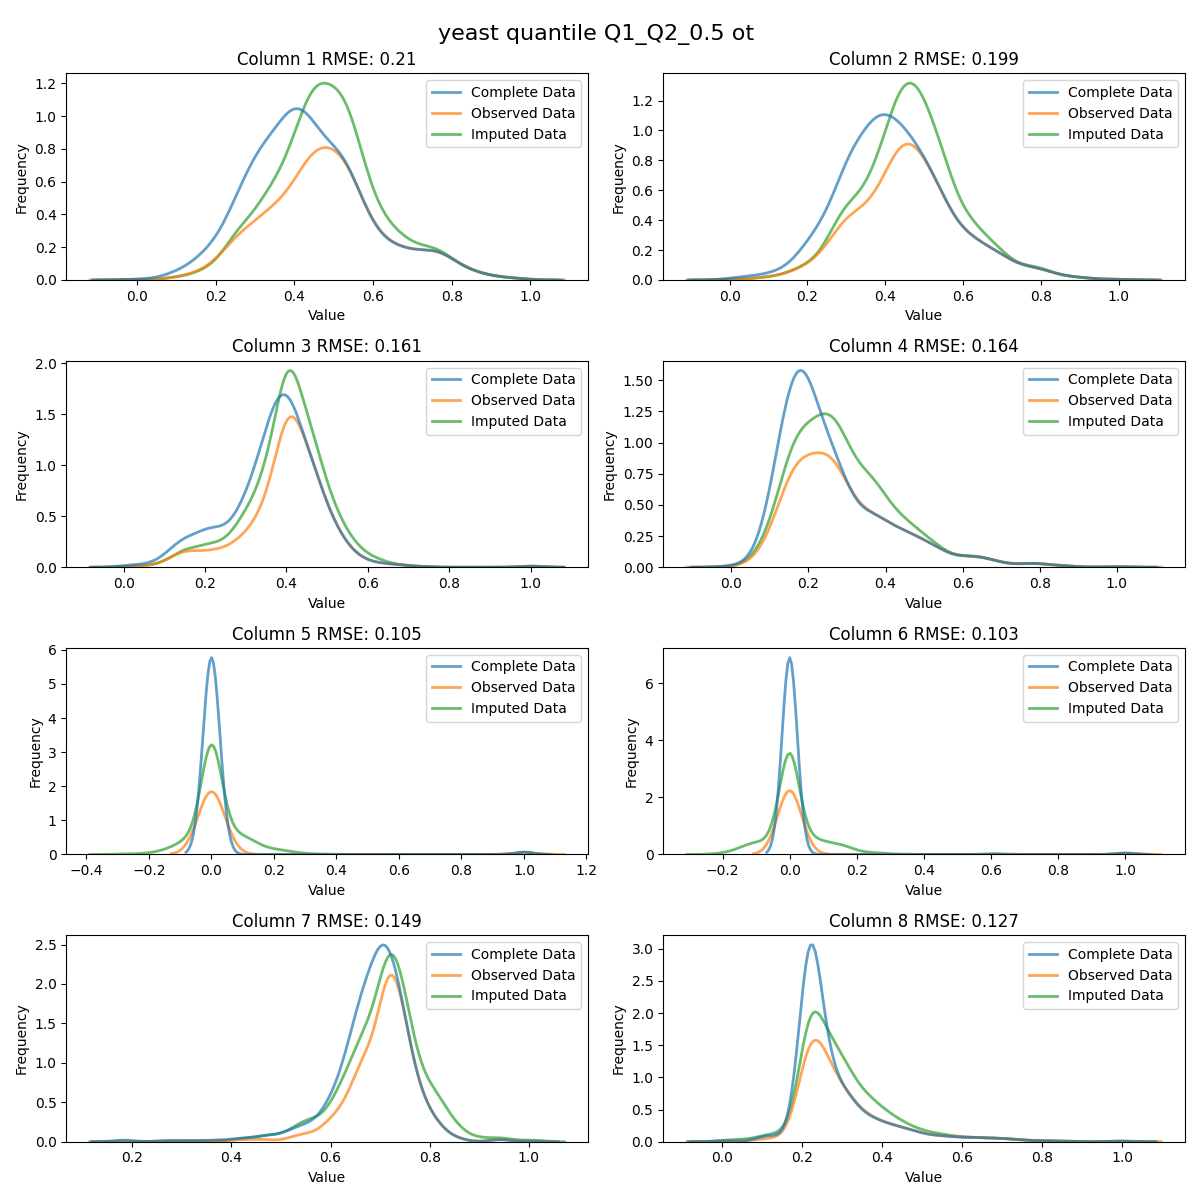 yeast quantile Q1_Q2_0.5 ot
Column 1 RMSE: 0.21
Complete Data
Observed Data
Imputed Data
Frequency
1.2
1.0
0.8
0.6
0.4
0.2
0.0
0.0 0.2 0.4 0.6 0.8 1.0
Value
Column 2 RMSE: 0.199
Complete Data
Observed Data
Imputed Data
Frequency
1.2
1.0
0.8
0.6
0.4
0.2
0.0
0.0 0.2 0.4 0.6 0.8 1.0
Value
Column 3 RMSE: 0.161
Complete Data
Observed Data
Imputed Data
Frequency
2.0
1.5
1.0
0.5
0.0
0.0 0.2 0.4 0.6 0.8 1.0
Value
Column 4 RMSE: 0.164
Complete Data
Observed Data
Imputed Data
Frequency
1.50
1.25
1.00
0.75
0.50
0.25
0.00
0.0 0.2 0.4 0.6 0.8 1.0
Value
Column 5 RMSE: 0.105
Complete Data
Observed Data
Imputed Data
Frequency
6
5
4
3
2
1
0
−0.4 −0.2 0.0 0.2 0.4 0.6 0.8 1.0 1.2
Value
Column 6 RMSE: 0.103
Complete Data
Observed Data
Imputed Data
Frequency
6
4
2
0
−0.2 0.0 0.2 0.4 0.6 0.8 1.0
Value
Column 7 RMSE: 0.149
Complete Data
Observed Data
Imputed Data
Frequency
2.5
2.0
1.5
1.0
0.5
0.0
0.2 0.4 0.6 0.8 1.0
Value
Column 8 RMSE: 0.127
Complete Data
Observed Data
Imputed Data
Frequency
3.0
2.5
2.0
1.5
1.0
0.5
0.0
0.0 0.2 0.4 0.6 0.8 1.0
Value